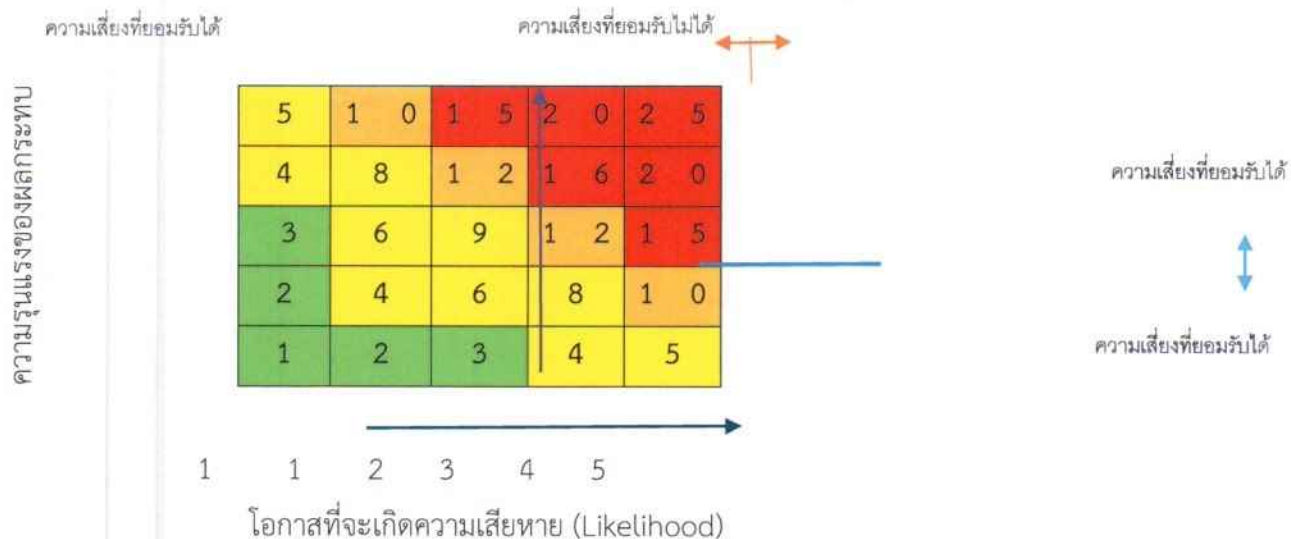 ความเสี่ยงที่ยอมรับได้ ความเสี่ยงที่ยอมรับไม่ได้
ความรุนแรงของผลกระทบ
5 1 0 1 5 2 0 2 5
4 8 1 2 1 6 2 0
ความเสี่ยงที่ยอมรับได้
3 6 9 1 2 1 5
2 4 6 8 1 0
ความเสี่ยงที่ยอมรับได้
1 2 3 4 5
1 1 2 3 4 5
โอกาสที่จะเกิดความเสียหาย (Likelihood)